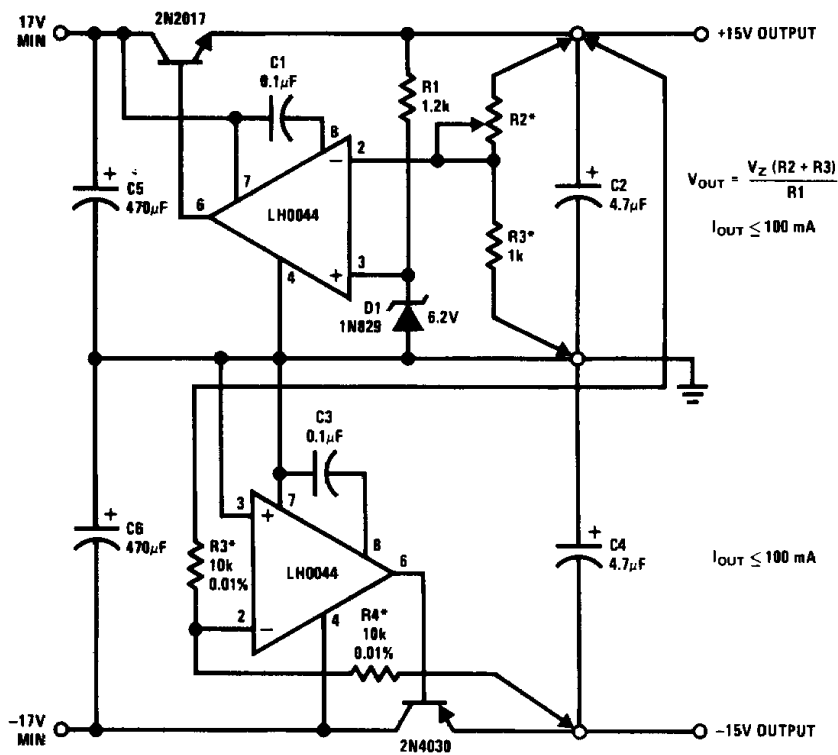 17V
MIN
2N2017
+15V OUTPUT
C1
0.1µF
R1
1.2k
R2*
8
2
7
+
C5
470µF
6
LH0044
−
+
C2
4.7µF
V_OUT = V_Z (R2 + R3) / R1
I_OUT ≤ 100 mA
R3*
1k
4
3
D1
1N829
6.2V
C3
0.1µF
3
7
+
+
C6
470µF
R3*
10k
0.01%
LH0044
8
6
+
C4
4.7µF
I_OUT ≤ 100 mA
2
−
4
R4*
10k
0.01%
−17V
MIN
2N4030
−15V OUTPUT